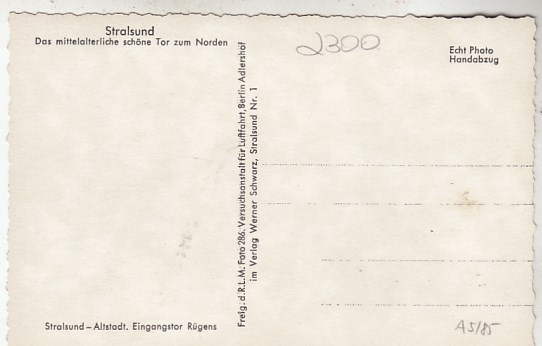 Stralsund
Das mittelalterliche schöne Tor zum Norden
Stralsund – Altstadt. Eingangstor Rügens
Freig: d. R.L.M. Foto 286. Versuchsanstalt für Luftfahrt, Berlin Adlershof
im Verlag Werner Schwarz, Stralsund Nr. 1
2300
Echt Photo
Handabzug
A5/85